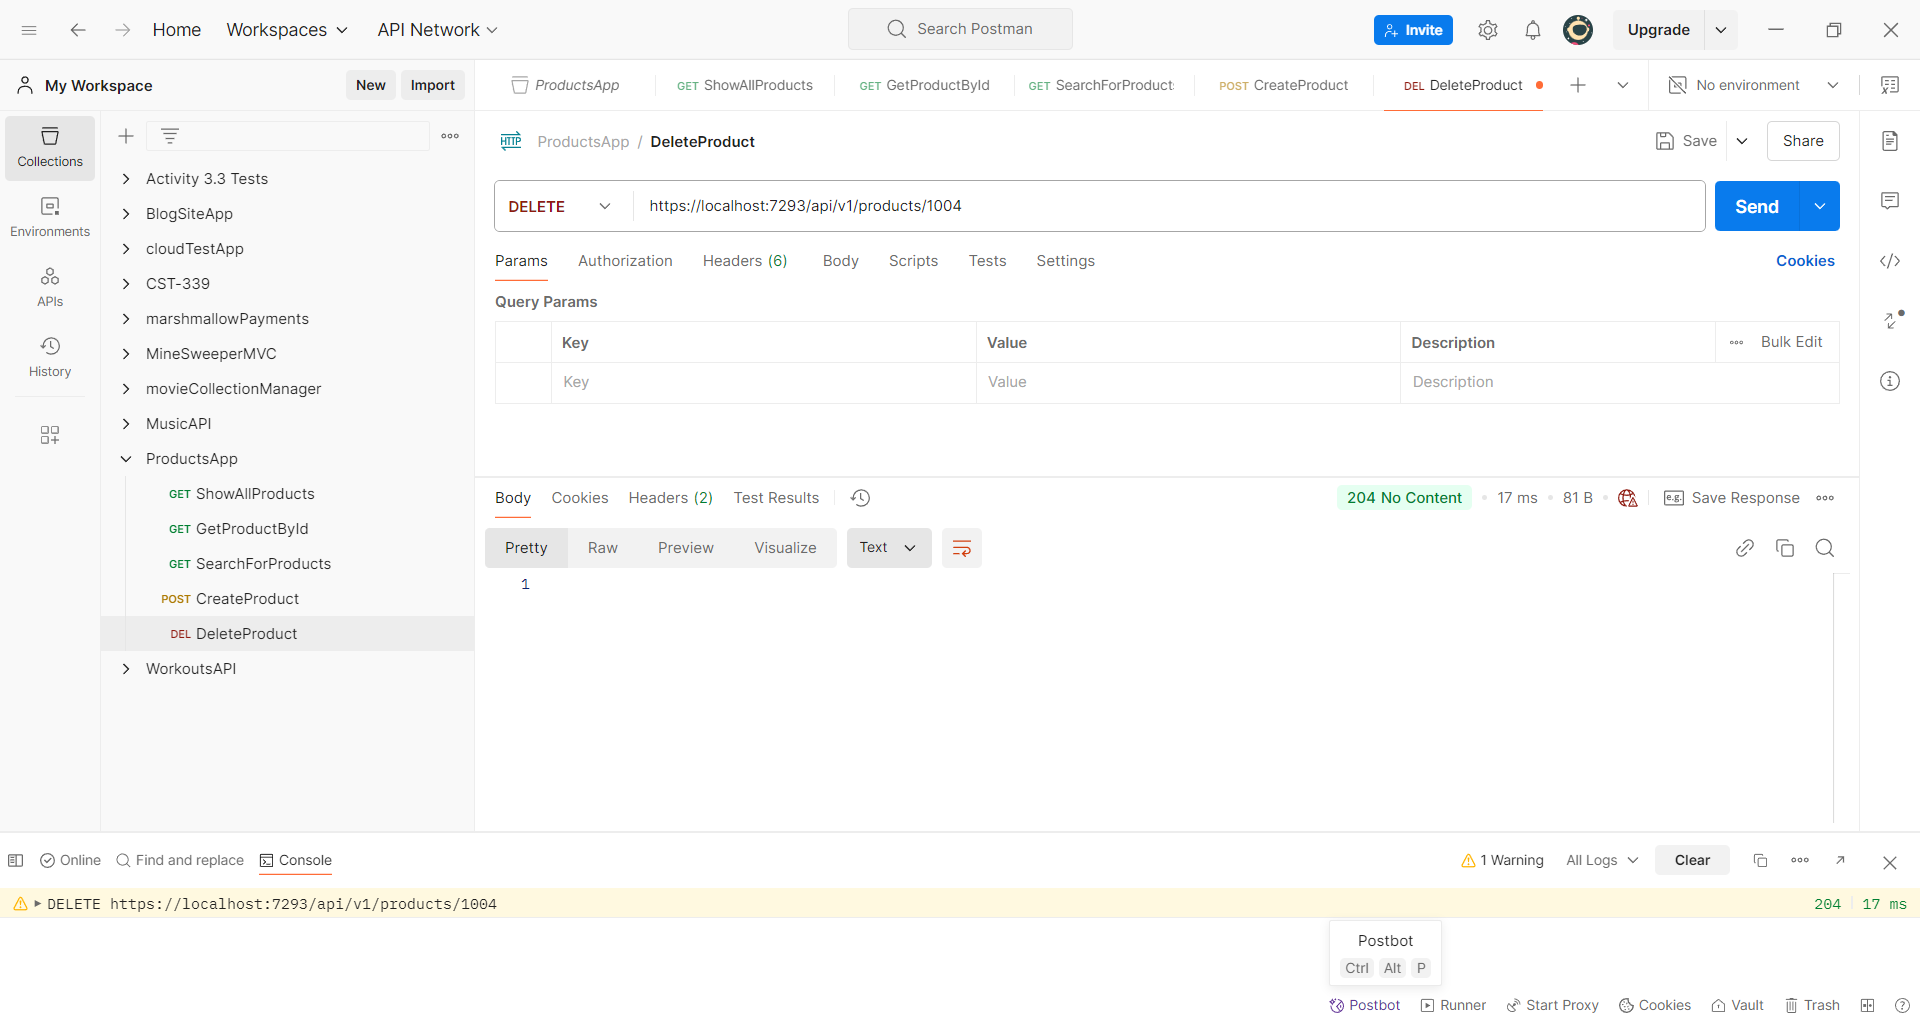 Home Workspaces API Network Search Postman Invite Upgrade
My Workspace New Import
ProductsApp GET ShowAllProducts GET GetProductById GET SearchForProduct POST CreateProduct DEL DeleteProduct No environment
Collections
Environments
APIs
History
Activity 3.3 Tests
BlogSiteApp
cloudTestApp
CST-339
marshmallowPayments
MineSweeperMVC
movieCollectionManager
MusicAPI
ProductsApp
GET ShowAllProducts
GET GetProductById
GET SearchForProducts
POST CreateProduct
DEL DeleteProduct
WorkoutsAPI
HTTP ProductsApp / DeleteProduct Save Share
DELETE https://localhost:7293/api/v1/products/1004 Send
Params Authorization Headers (6) Body Scripts Tests Settings Cookies
Query Params
Key Value Description Bulk Edit
Key Value Description
Body Cookies Headers (2) Test Results 204 No Content 17 ms 81 B e.g. Save Response
Pretty Raw Preview Visualize Text
1
Online Find and replace Console 1 Warning All Logs Clear
DELETE https://localhost:7293/api/v1/products/1004 204 17 ms
Postbot
Ctrl Alt P
Postbot Runner Start Proxy Cookies Vault Trash